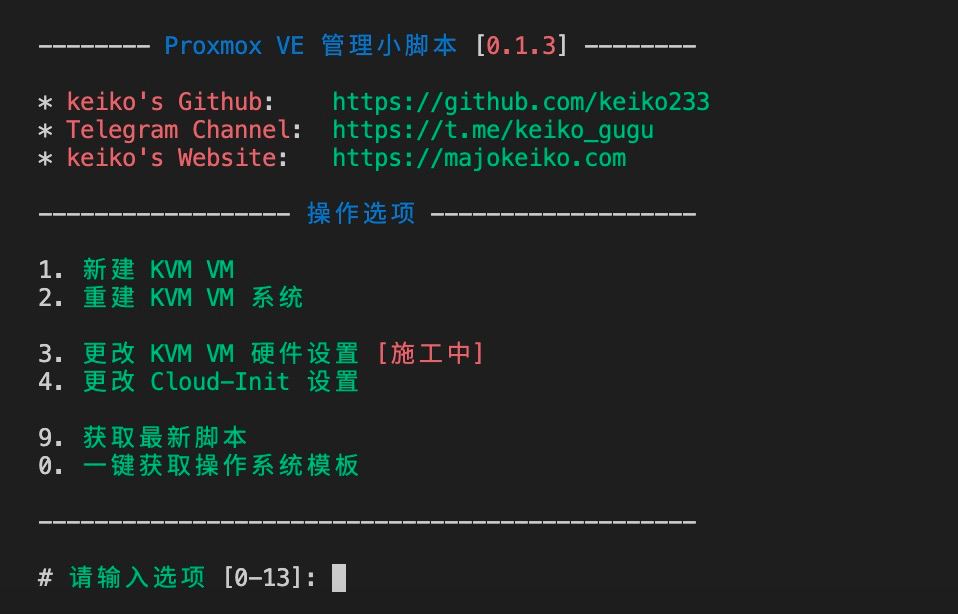 ———————— Proxmox VE 管理小脚本 [0.1.3] ————————
* keiko's Github: https://github.com/keiko233
* Telegram Channel: https://t.me/keiko_gugu
* keiko's Website: https://majokeiko.com
—————————————————— 操作选项 ———————————————————
1. 新建 KVM VM
2. 重建 KVM VM 系统
3. 更改 KVM VM 硬件设置 [施工中]
4. 更改 Cloud-Init 设置
9. 获取最新脚本
0. 一键获取操作系统模板
———————————————————————————————————————————————
# 请输入选项 [0-13]: